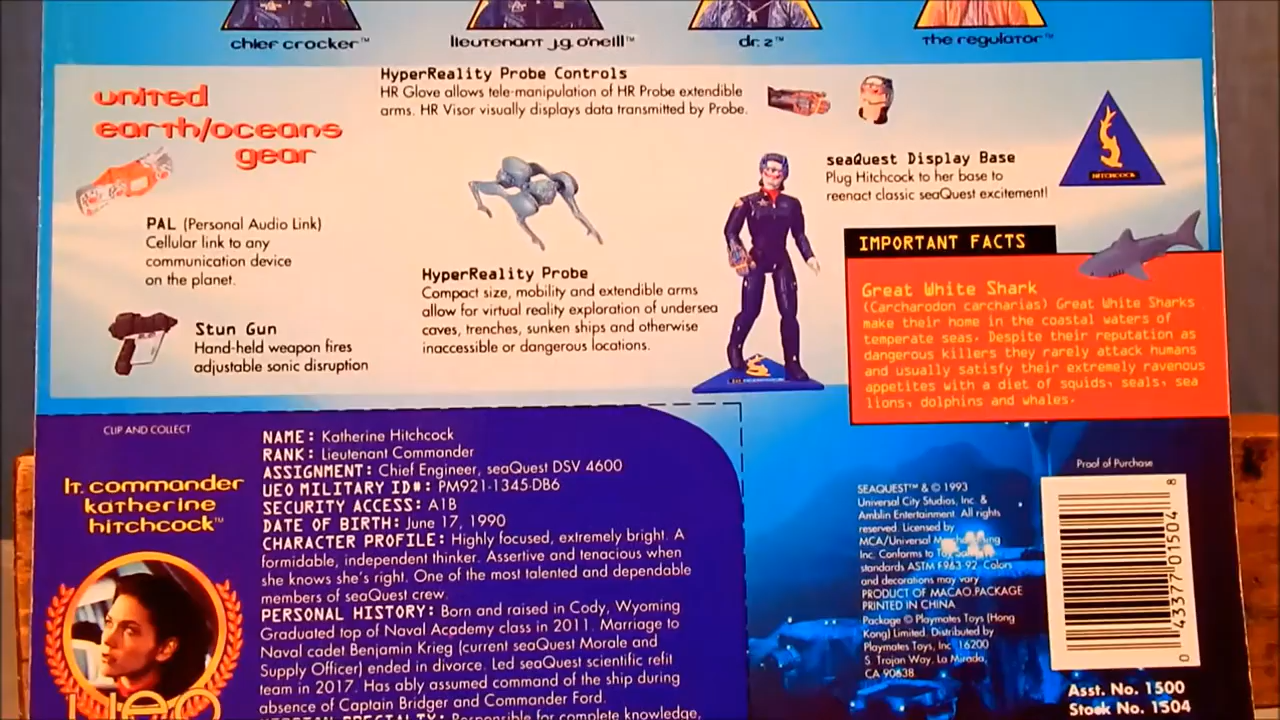 chief crocker™
lieutenant j.g. o'neill™
dr. z™
the regulator™
united
earth/oceans
gear
HyperReality Probe Controls
HR Glove allows tele-manipulation of HR Probe extendible
arms. HR Visor visually displays data transmitted by Probe.
seaQuest Display Base
Plug Hitchcock to her base to
reenact classic seaQuest excitement!
HITCHCOCK
PAL (Personal Audio Link)
Cellular link to any
communication device
on the planet.
HyperReality Probe
Compact size, mobility and extendible arms
allow for virtual reality exploration of undersea
caves, trenches, sunken ships and otherwise
inaccessible or dangerous locations.
Stun Gun
Hand-held weapon fires
adjustable sonic disruption
IMPORTANT FACTS
Great White Shark
(Carcharodon carcharias) Great White Sharks
make their home in the coastal waters of
temperate seas. Despite their reputation as
dangerous killers they rarely attack humans
and usually satisfy their extremely ravenous
appetites with a diet of squids, seals, sea
lions, dolphins and whales.
CLIP AND COLLECT
lt. commander
katherine
hitchcock™
UEO
NAME: Katherine Hitchcock
RANK: Lieutenant Commander
ASSIGNMENT: Chief Engineer, seaQuest DSV 4600
UEO MILITARY ID#: PM921-1345-DB6
SECURITY ACCESS: A1B
DATE OF BIRTH: June 17, 1990
CHARACTER PROFILE: Highly focused, extremely bright. A
formidable, independent thinker. Assertive and tenacious when
she knows she's right. One of the most talented and dependable
members of seaQuest crew.
PERSONAL HISTORY: Born and raised in Cody, Wyoming
Graduated top of Naval Academy class in 2011. Marriage to
Naval cadet Benjamin Krieg (current seaQuest Morale and
Supply Officer) ended in divorce. Led seaQuest scientific refit
team in 2017. Has ably assumed command of the ship during
absence of Captain Bridger and Commander Ford.
Responsible for complete knowledge,
SEAQUEST™ & © 1993
Universal City Studios, Inc. &
Amblin Entertainment. All rights
reserved. Licensed by
MCA/Universal Merchandising
Inc. Conforms to Toy
standards ASTM F963-92. Colors
and decorations may vary.
PRODUCT OF MACAO. PACKAGE
PRINTED IN CHINA
Package © Playmates Toys (Hong
Kong) Limited. Distributed by
Playmates Toys, Inc. 16200
S. Trojan Way, La Mirada,
CA 90638.
Proof of Purchase
0 43377 01504 8
Asst. No. 1500
Stock No. 1504